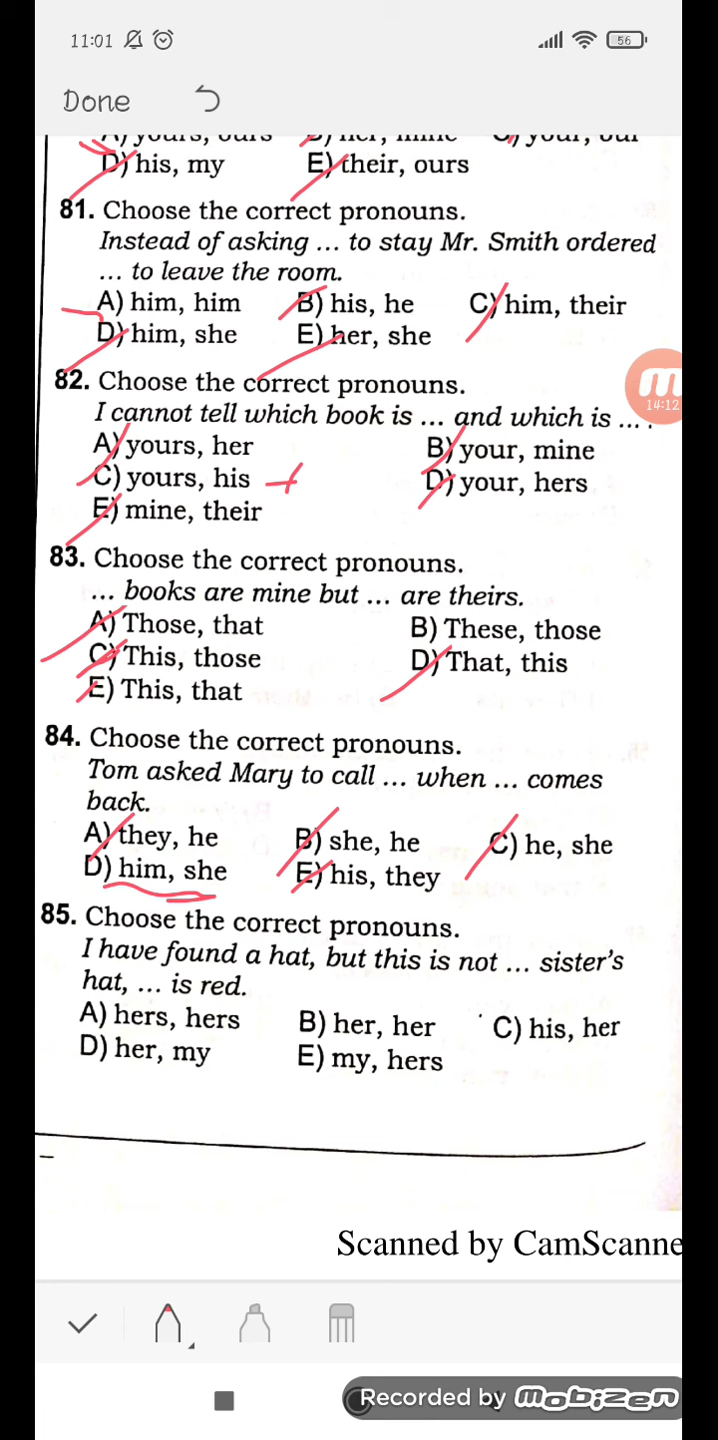 11:01
56
Done
A) yours, ours B) her, mine C) your, our
D) his, my E) their, ours
81. Choose the correct pronouns.
Instead of asking ... to stay Mr. Smith ordered
... to leave the room.
A) him, him B) his, he C) him, their
D) him, she E) her, she
14:12
82. Choose the correct pronouns.
I cannot tell which book is ... and which is ... .
A) yours, her B) your, mine
C) yours, his D) your, hers
E) mine, their
83. Choose the correct pronouns.
... books are mine but ... are theirs.
A) Those, that B) These, those
C) This, those D) That, this
E) This, that
84. Choose the correct pronouns.
Tom asked Mary to call ... when ... comes
back.
A) they, he B) she, he C) he, she
D) him, she E) his, they
85. Choose the correct pronouns.
I have found a hat, but this is not ... sister's
hat, ... is red.
A) hers, hers B) her, her C) his, her
D) her, my E) my, hers
Scanned by CamScanne
Recorded by mobizen